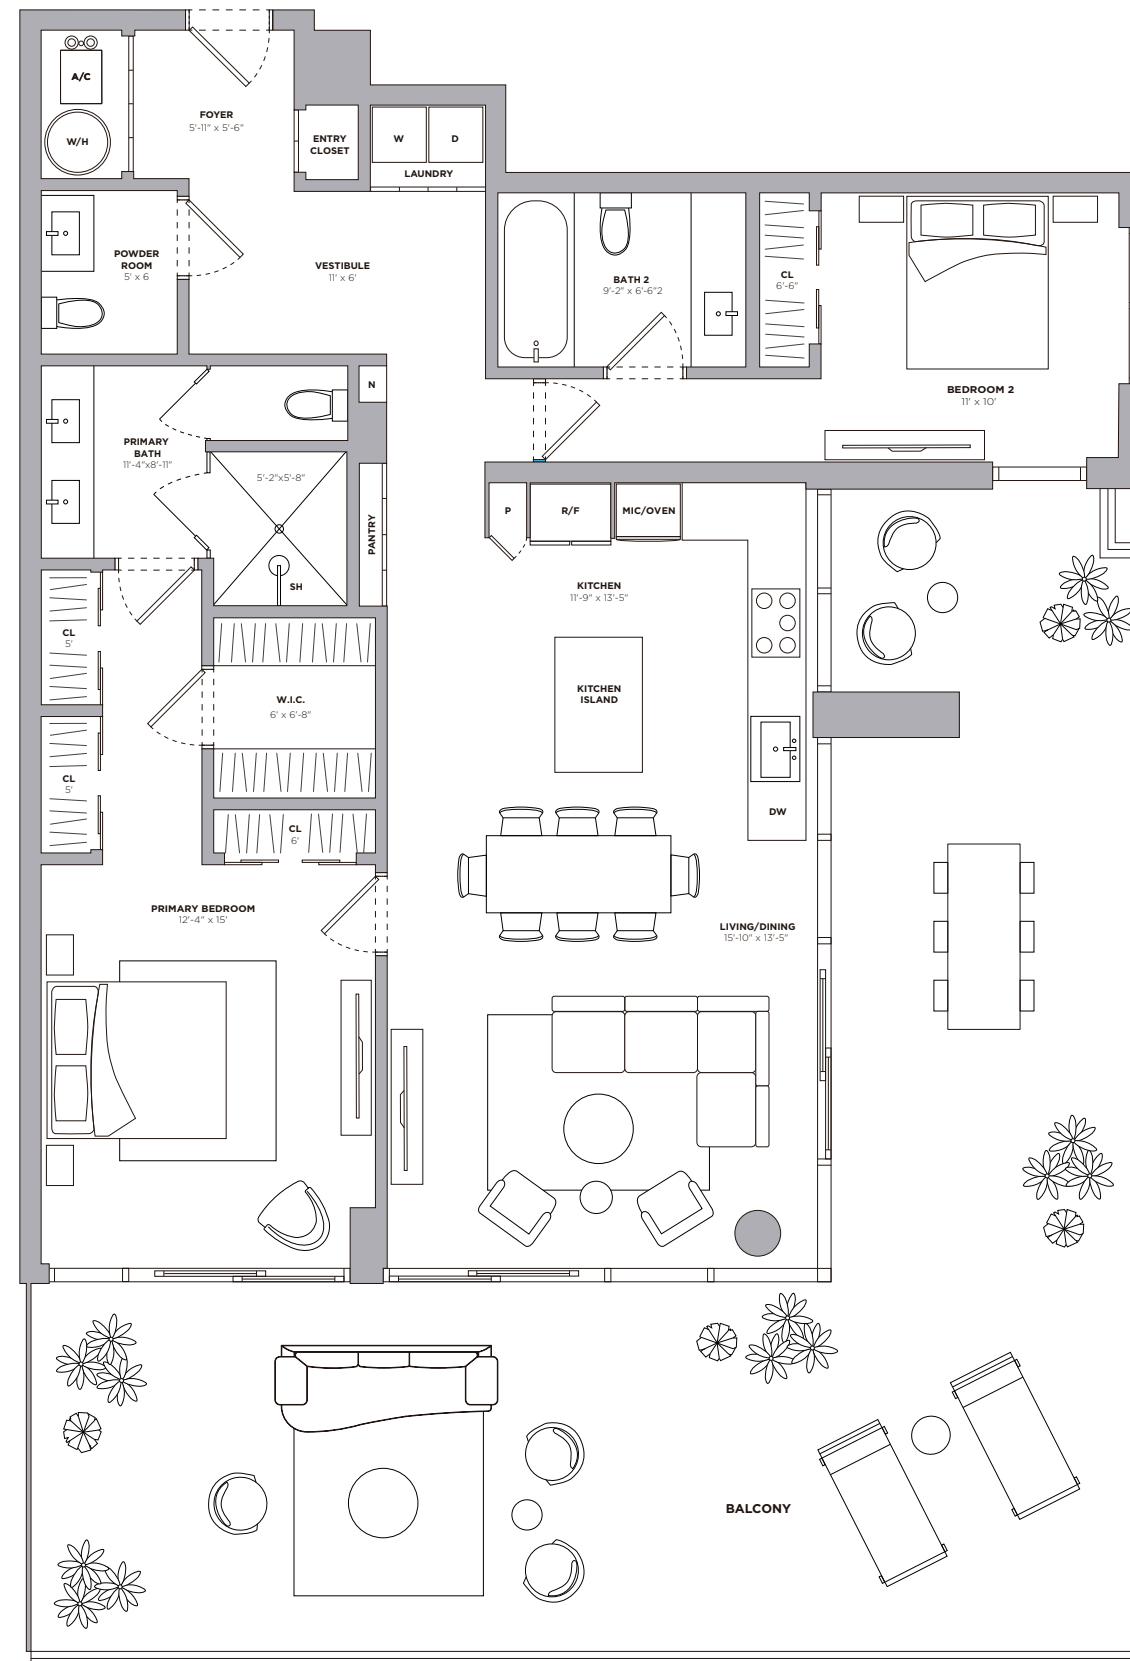 A/C
W/H
FOYER
5'-11" x 5'-6"
ENTRY
CLOSET
W
D
LAUNDRY
POWDER
ROOM
5' x 6
VESTIBULE
11' x 6'
BATH 2
9'-2" x 6'-6"2
CL
6'-6"
BEDROOM 2
11' x 10'
N
PRIMARY
BATH
11'-4"x8'-11"
5'-2"x5'-8"
SH
PANTRY
P
R/F
MIC/OVEN
KITCHEN
11'-9" x 13'-5"
CL
5'
W.I.C.
6' x 6'-8"
KITCHEN
ISLAND
CL
5'
DW
CL
6'
PRIMARY BEDROOM
12'-4" x 15'
LIVING/DINING
15'-10" x 13'-5"
BALCONY